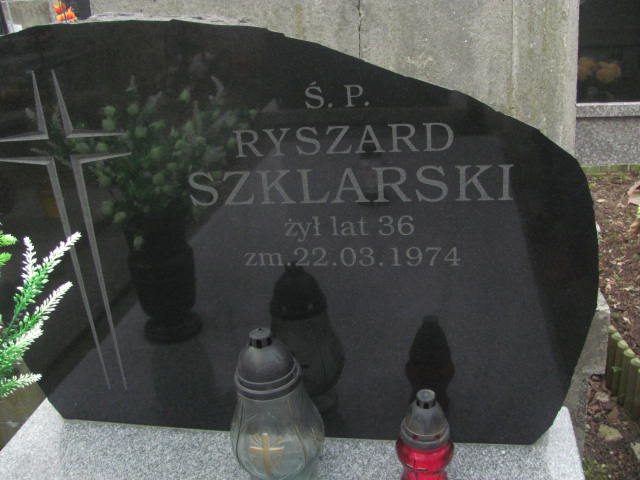 Ś. P.
RYSZARD
SZKLARSKI
żył lat 36
zm. 22.03.1974